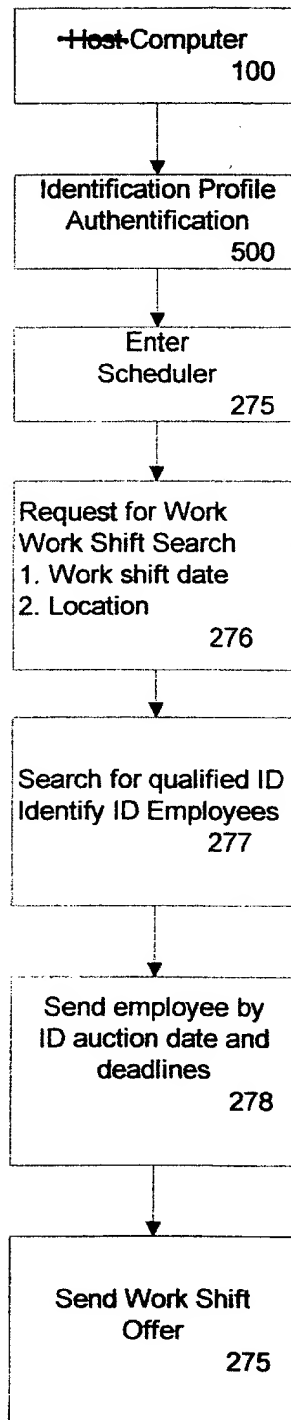 Host Computer
100
Identification Profile
Authentification
500
Enter
Scheduler
275
Request for Work
Work Shift Search
1. Work shift date
2. Location
276
Search for qualified ID
Identify ID Employees
277
Send employee by
ID auction date and
deadlines
278
Send Work Shift
Offer
275